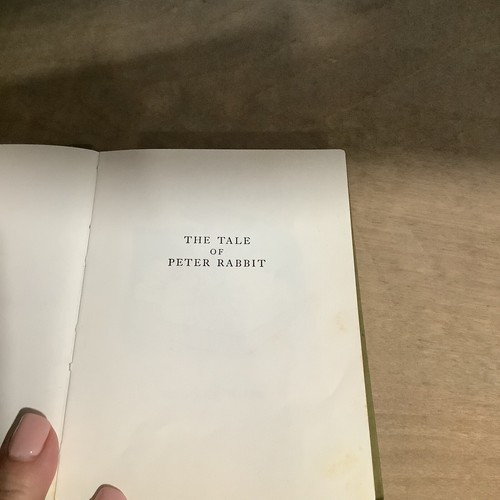 THE TALE
OF
PETER RABBIT